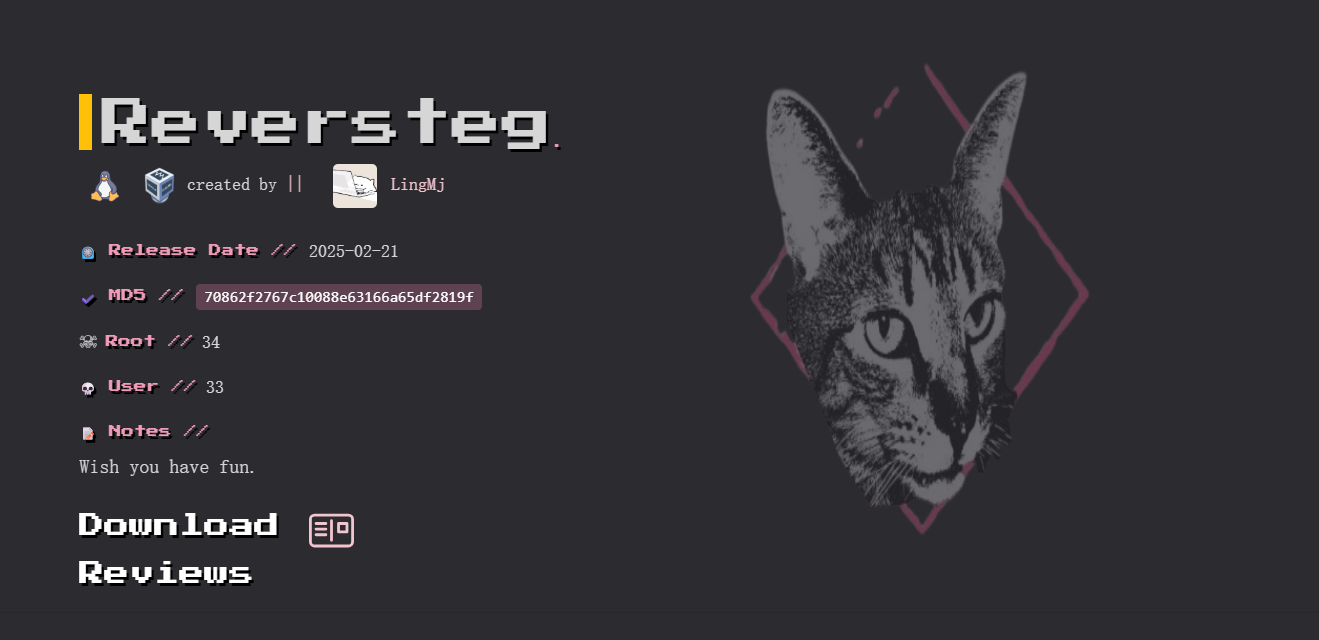 Reversteg.
created by || LingMj
Release Date // 2025-02-21
MD5 // 70862f2767c10088e63166a65df2819f
Root // 34
User // 33
Notes //
Wish you have fun.
Download
Reviews